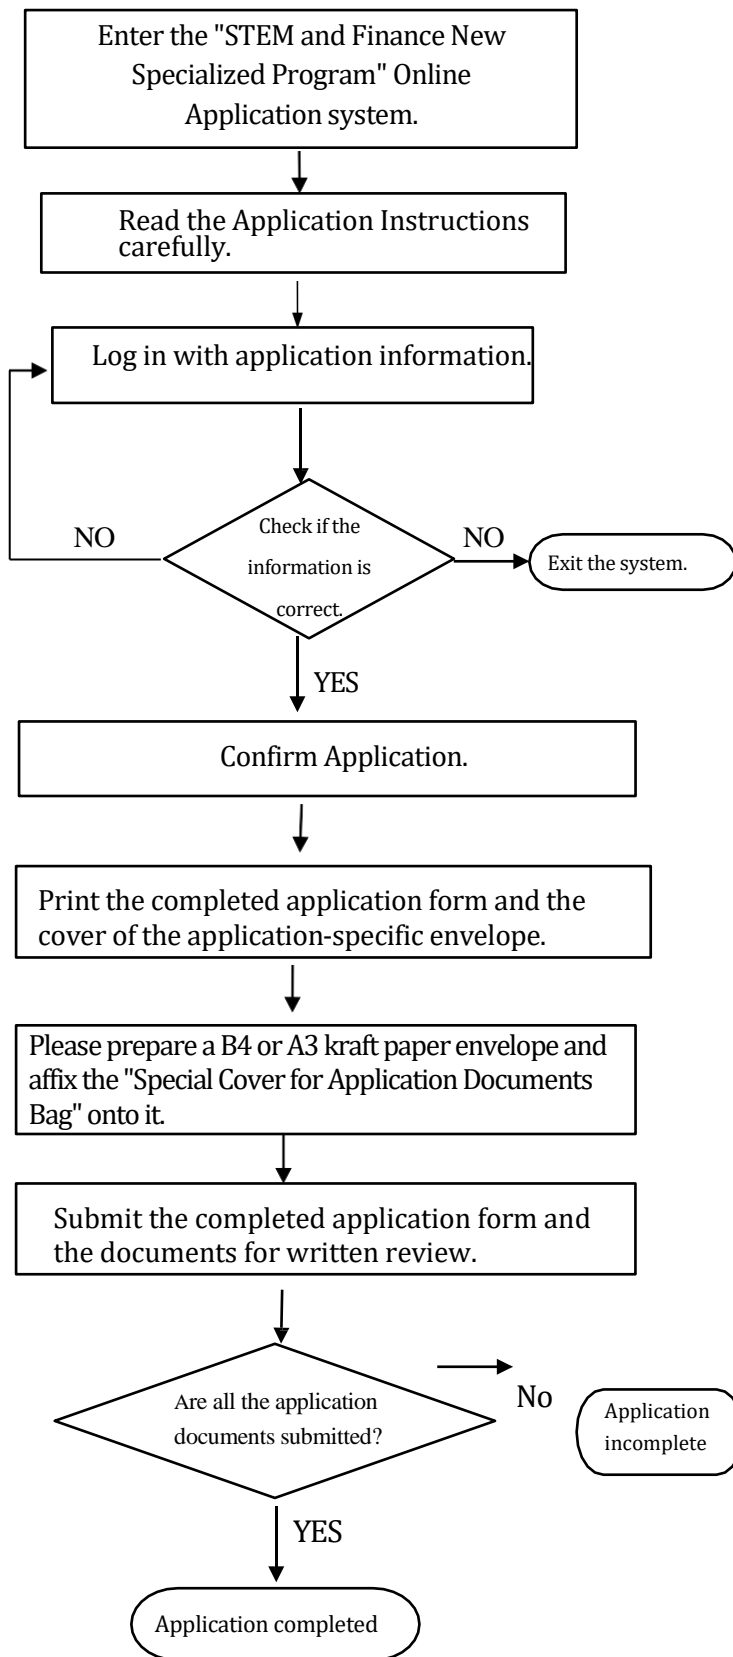 Enter the "STEM and Finance New
Specialized Program" Online
Application system.
Read the Application Instructions
carefully.
Log in with application information.
Check if the
information is
correct.
NO
NO
Exit the system.
YES
Confirm Application.
Print the completed application form and the
cover of the application-specific envelope.
Please prepare a B4 or A3 kraft paper envelope and
affix the "Special Cover for Application Documents
Bag" onto it.
Submit the completed application form and
the documents for written review.
Are all the application
documents submitted?
No
Application
incomplete
YES
Application completed